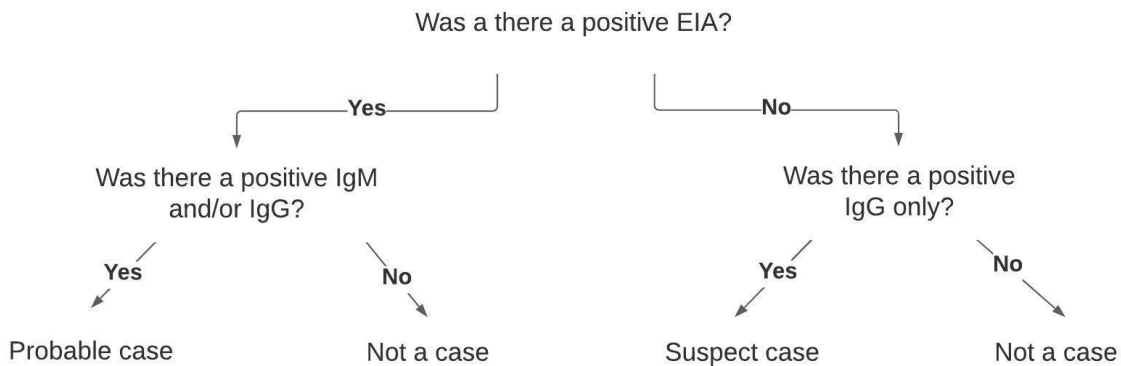 Was a there a positive EIA?
Yes
No
Was there a positive IgM
and/or IgG?
Was there a positive
IgG only?
Yes
No
Yes
No
Probable case
Not a case
Suspect case
Not a case